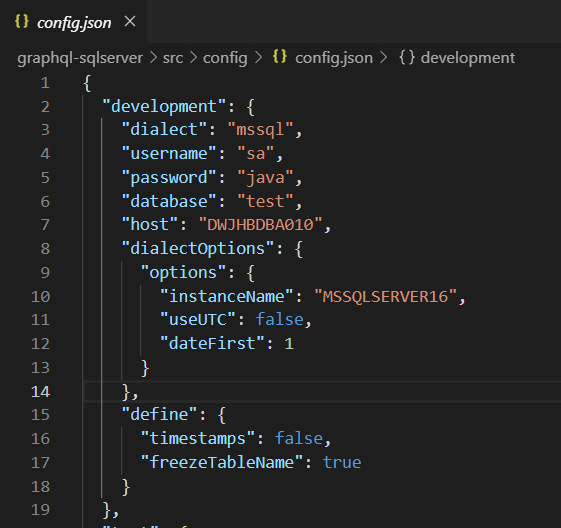 {} config.json ×
graphql-sqlserver > src > config > {} config.json > {} development
1 {
2 "development": {
3 "dialect": "mssql",
4 "username": "sa",
5 "password": "java",
6 "database": "test",
7 "host": "DWJHBDBA010",
8 "dialectOptions": {
9 "options": {
10 "instanceName": "MSSQLSERVER16",
11 "useUTC": false,
12 "dateFirst": 1
13 }
14 },
15 "define": {
16 "timestamps": false,
17 "freezeTableName": true
18 }
19 },